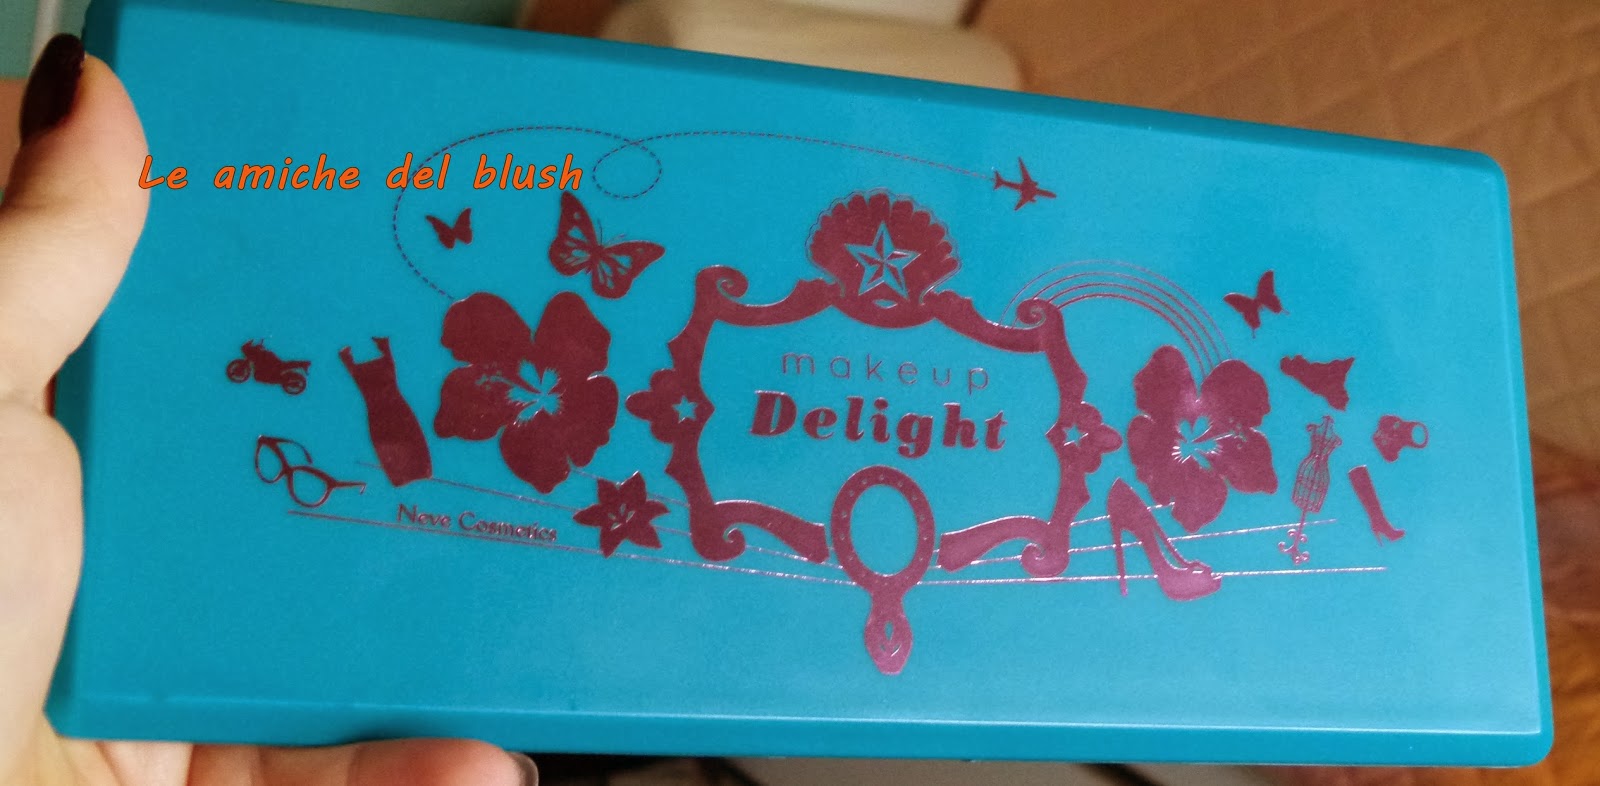 Le amiche del blush
makeup
Delight
Neve Cosmetics